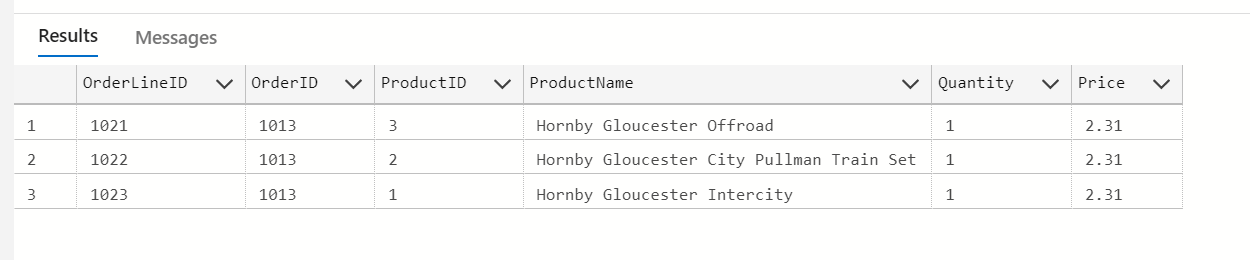 Results Messages
OrderLineID OrderID ProductID ProductName Quantity Price
1 1021 1013 3 Hornby Gloucester Offroad 1 2.31
2 1022 1013 2 Hornby Gloucester City Pullman Train Set 1 2.31
3 1023 1013 1 Hornby Gloucester Intercity 1 2.31